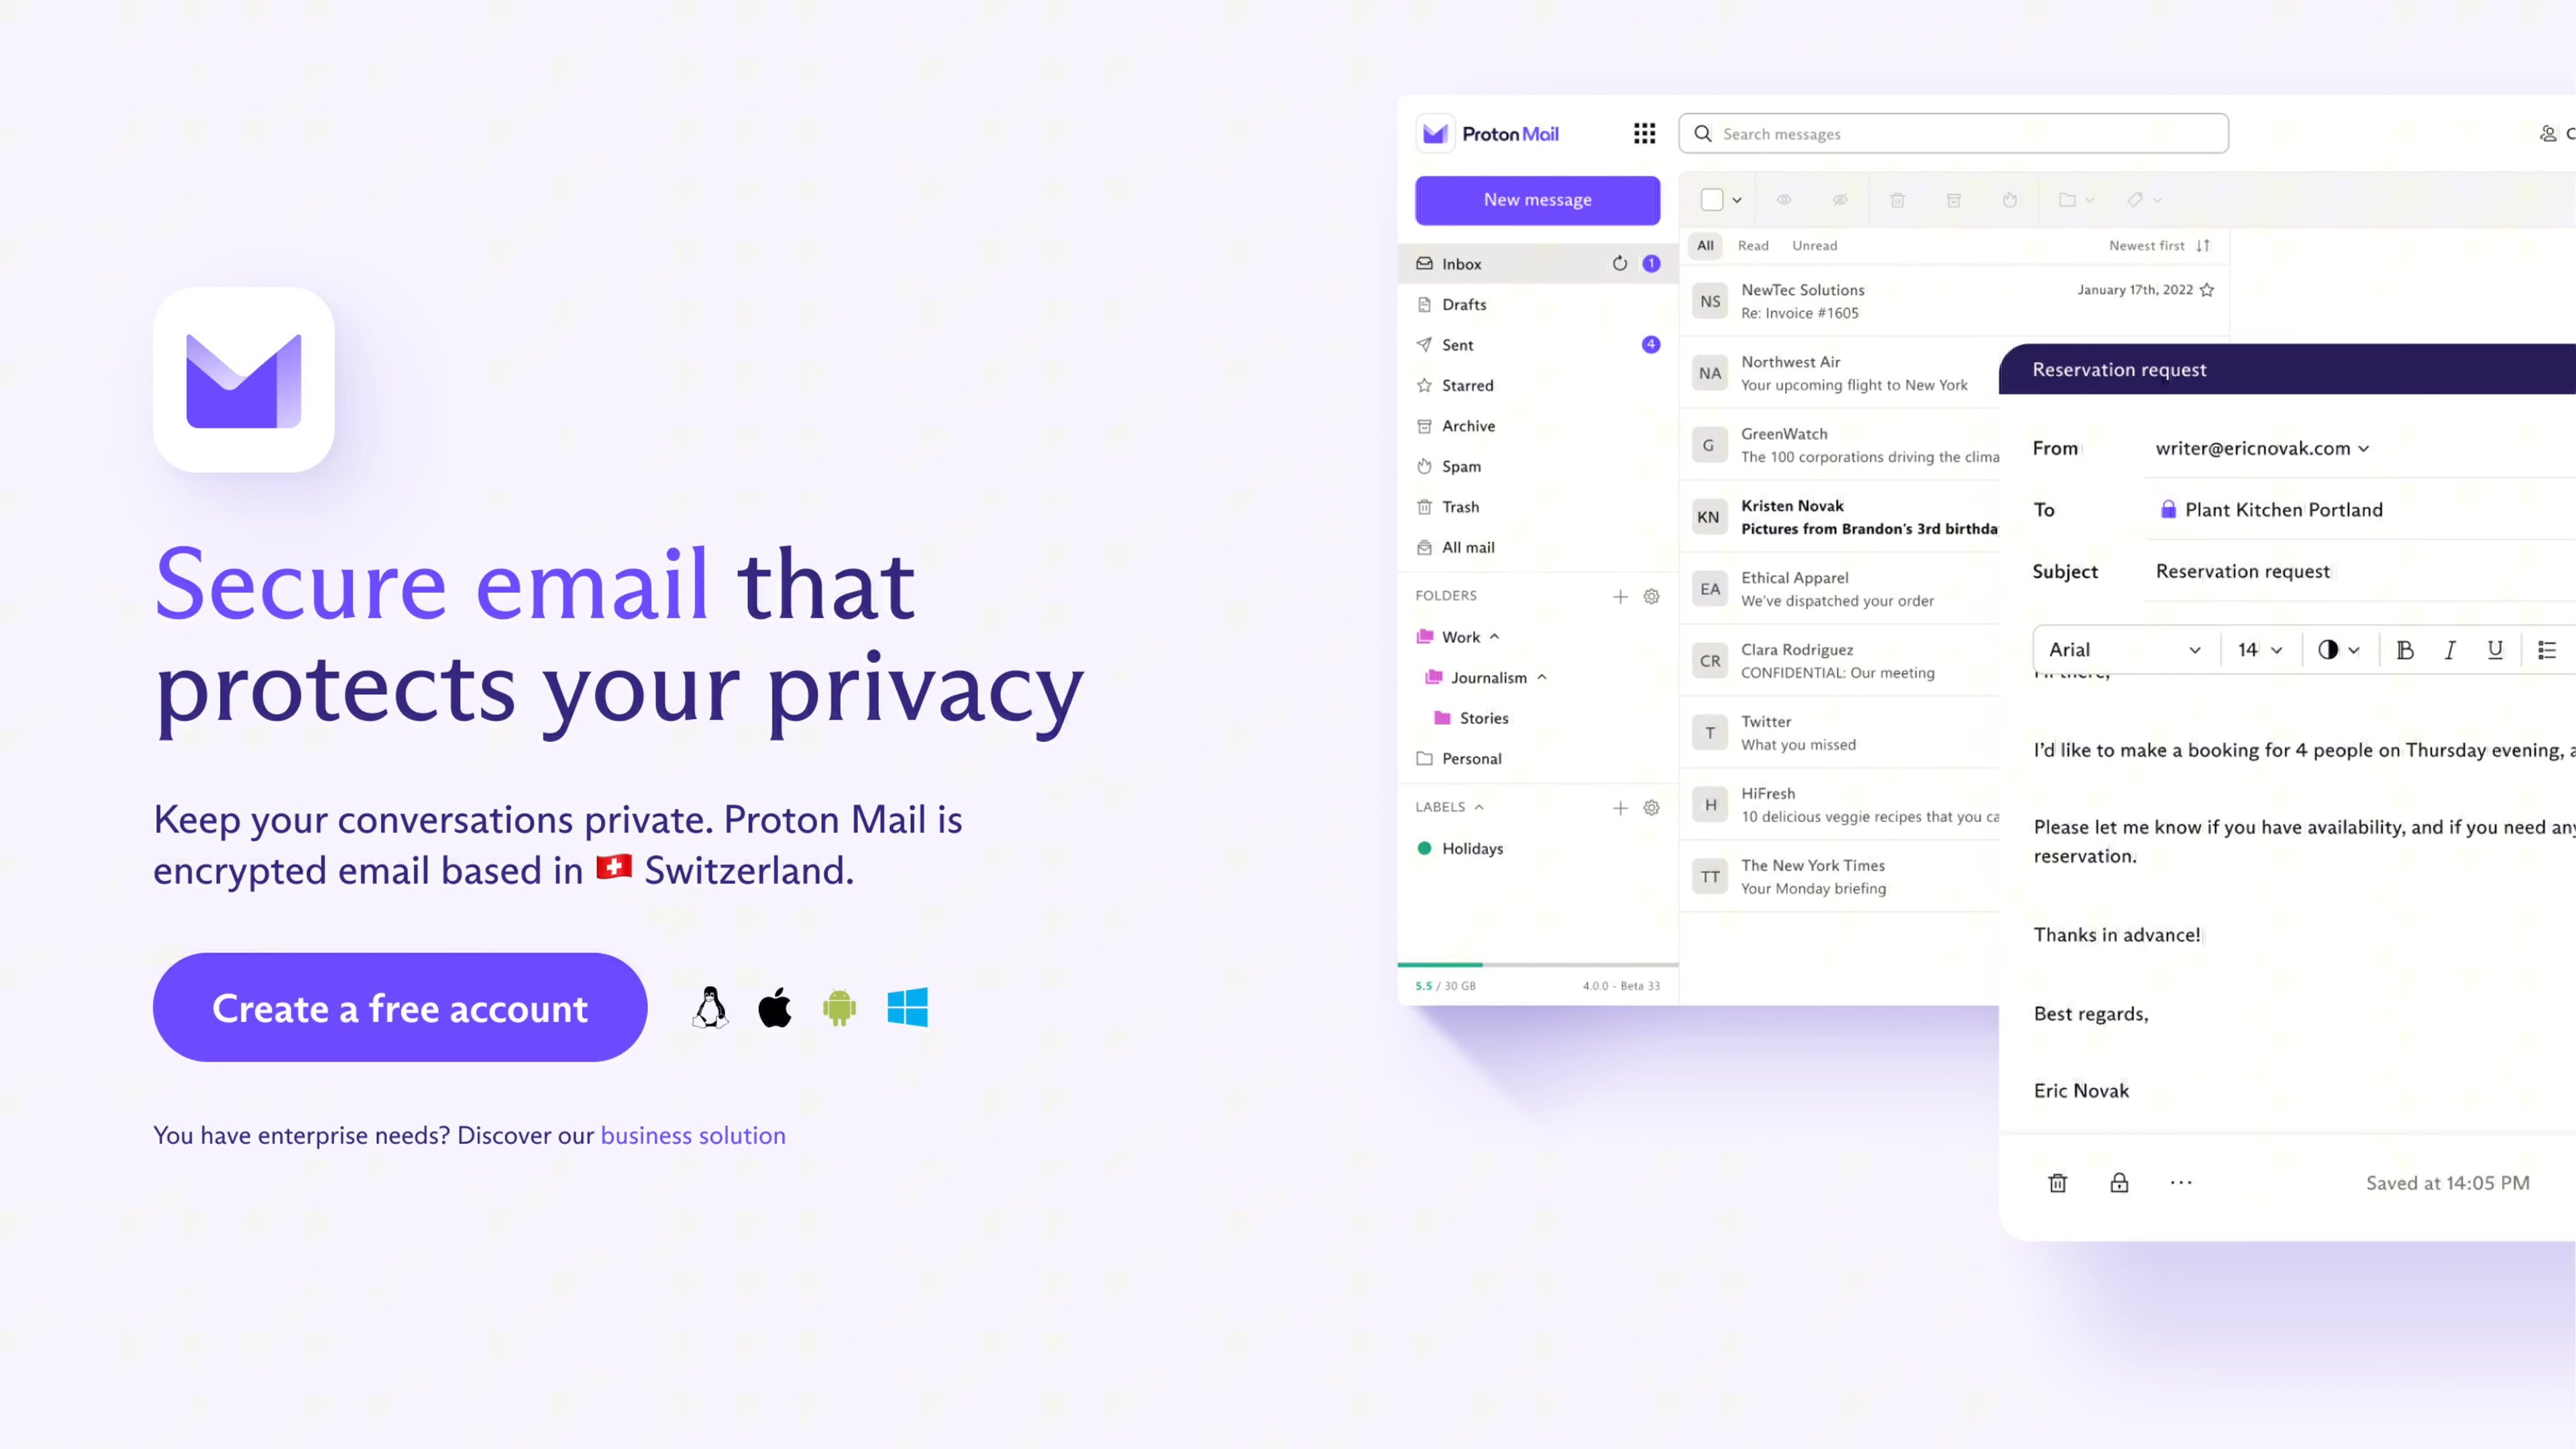 Secure email that
protects your privacy
Keep your conversations private. Proton Mail is
encrypted email based in 🇨🇭 Switzerland.
Create a free account
You have enterprise needs? Discover our business solution
Proton Mail
Search messages
New message
Inbox 1
Drafts
Sent 4
Starred
Archive
Spam
Trash
All mail
FOLDERS
Work
Journalism
Stories
Personal
LABELS
Holidays
5.5 / 30 GB 4.0.0 - Beta 33
All Read Unread Newest first
NS NewTec Solutions January 17th, 2022
Re: Invoice #1605
NA Northwest Air
Your upcoming flight to New York
G GreenWatch
The 100 corporations driving the clima
KN Kristen Novak
Pictures from Brandon's 3rd birthda
EA Ethical Apparel
We've dispatched your order
CR Clara Rodriguez
CONFIDENTIAL: Our meeting
T Twitter
What you missed
H HiFresh
10 delicious veggie recipes that you ca
TT The New York Times
Your Monday briefing
Reservation request
From writer@ericnovak.com
To Plant Kitchen Portland
Subject Reservation request
Arial 14 B I U
I'd like to make a booking for 4 people on Thursday evening,
Please let me know if you have availability, and if you need any
reservation.
Thanks in advance!
Best regards,
Eric Novak
Saved at 14:05 PM